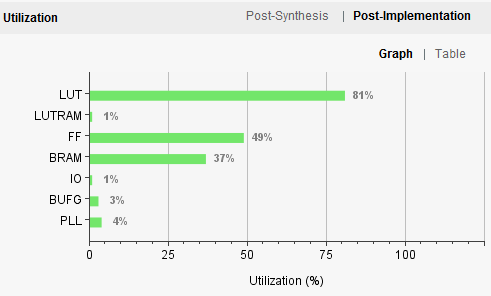 Utilization Post-Synthesis | Post-Implementation
Graph | Table
LUT 81%
LUTRAM 1%
FF 49%
BRAM 37%
IO 1%
BUFG 3%
PLL 4%
0 25 50 75 100
Utilization (%)